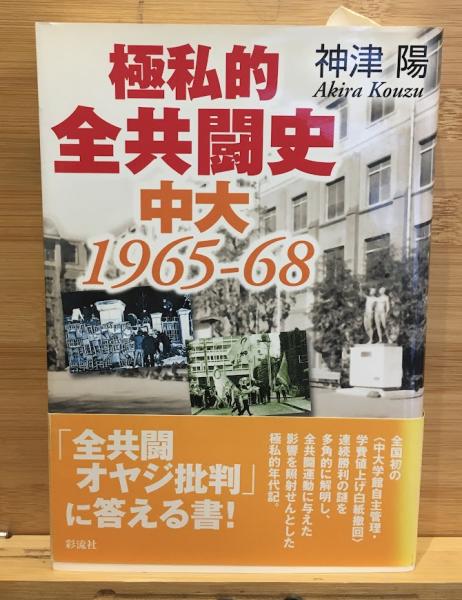 極私的
全共闘史
中大
1965-68
神津 陽
Akira Kouzu
「全共闘
オヤジ批判」
に答える書!
全国初の
〈中大学館自主管理・
学費値上げ白紙撤回〉
連続勝利の謎を
多角的に解明し、
全共闘運動に与えた
影響を照射せんとした
極私的年代記。
彩流社